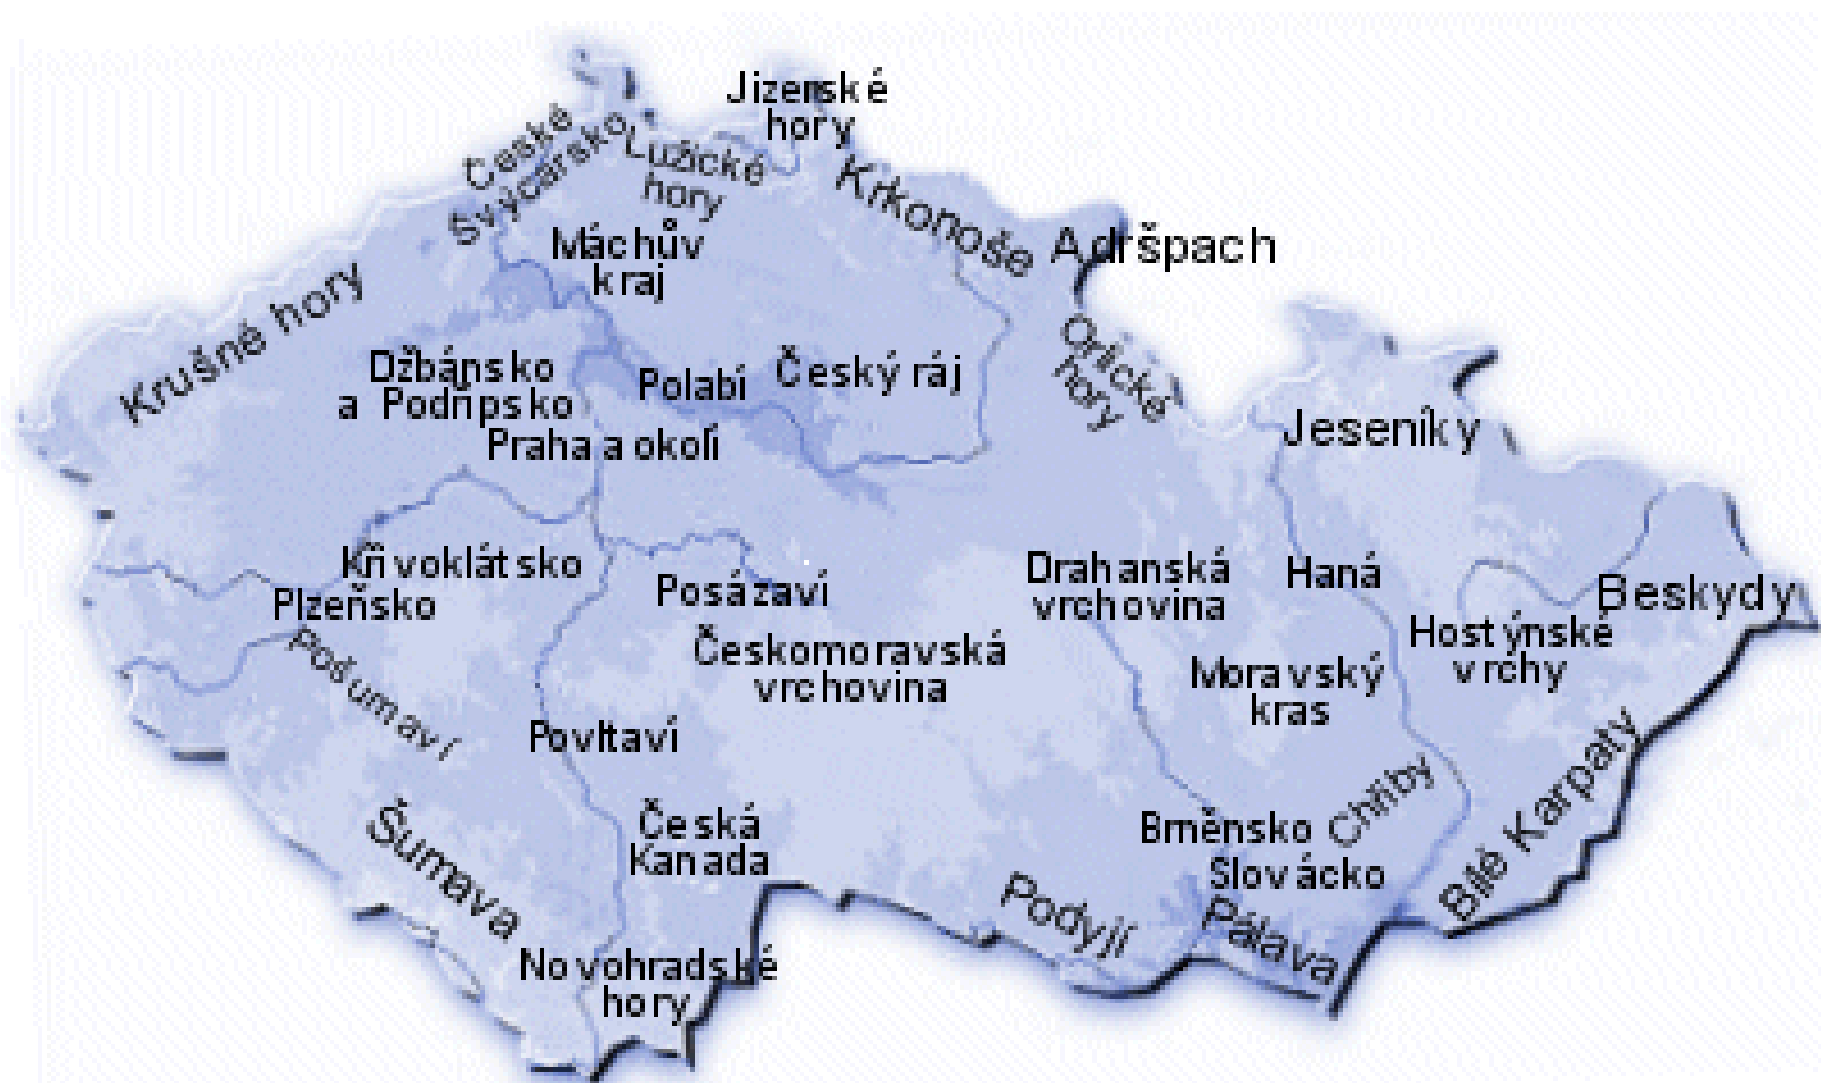 Jizerské
hory
České
Švýcarsko
Lužické
hory
Krkonoše
Máchův
kraj
Adršpach
Krušné hory
Orlické
hory
Džbánsko
a Podřipsko
Polabí
Český ráj
Praha a okolí
Jeseníky
Křivoklátsko
Plzeňsko
Posázaví
Drahanská
vrchovina
Haná
Beskydy
Pošumaví
Českomoravská
vrchovina
Hostýnské
vrchy
Moravský
kras
Povltaví
Šumava
Česká
Kanada
Brněnsko
Chřiby
Bílé Karpaty
Slovácko
Podyjí
Pálava
Novohradské
hory